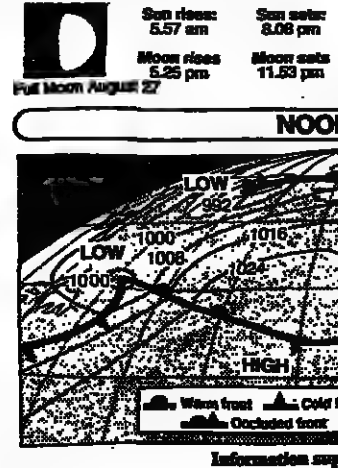 Sun rises: Sun sets:
5.57 am 8.08 pm
Moon rises Moon sets
5.25 pm 11.53 pm
Full Moon August 27
NOO
LOW
992
1000
1016
LOW
1008
1024
1000
HIGH
Warm front Cold f
Occluded front
Information sup